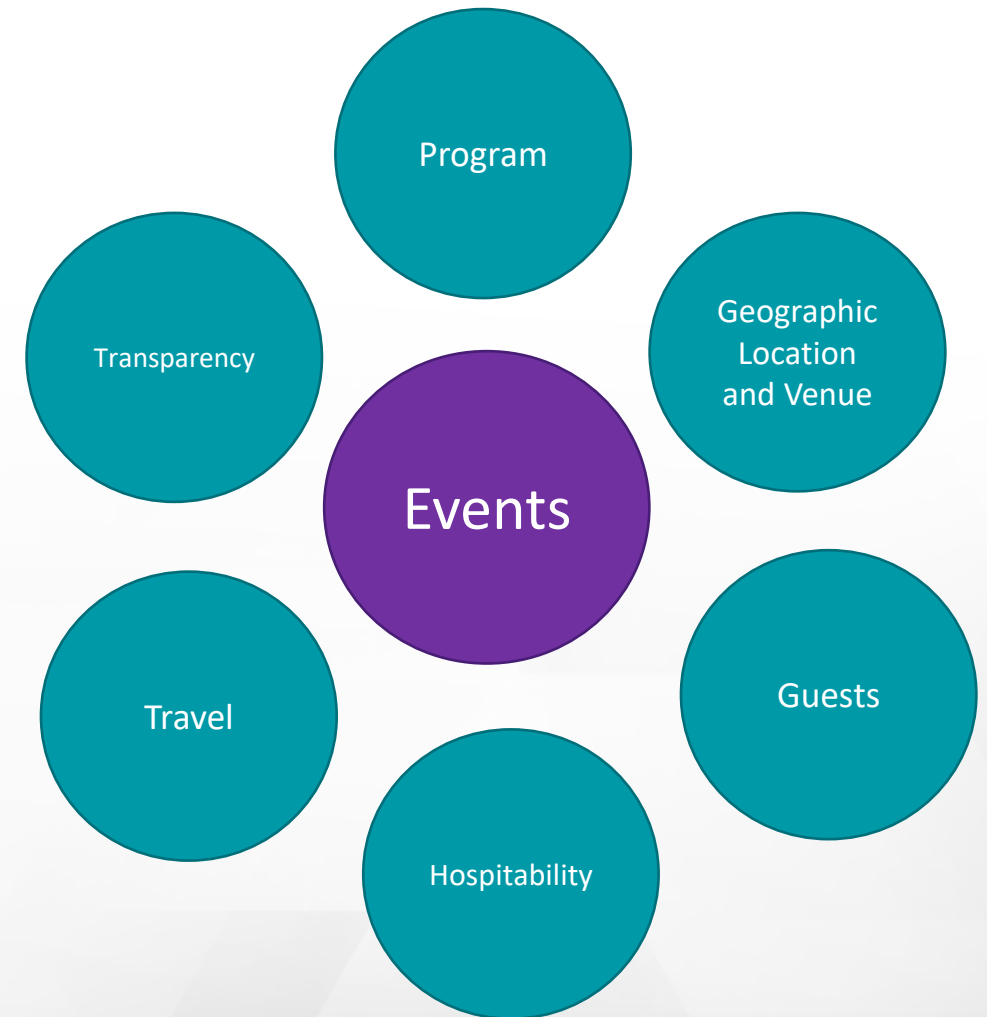 Program
Geographic
Location
and Venue
Transparency
Events
Guests
Travel
Hospitability